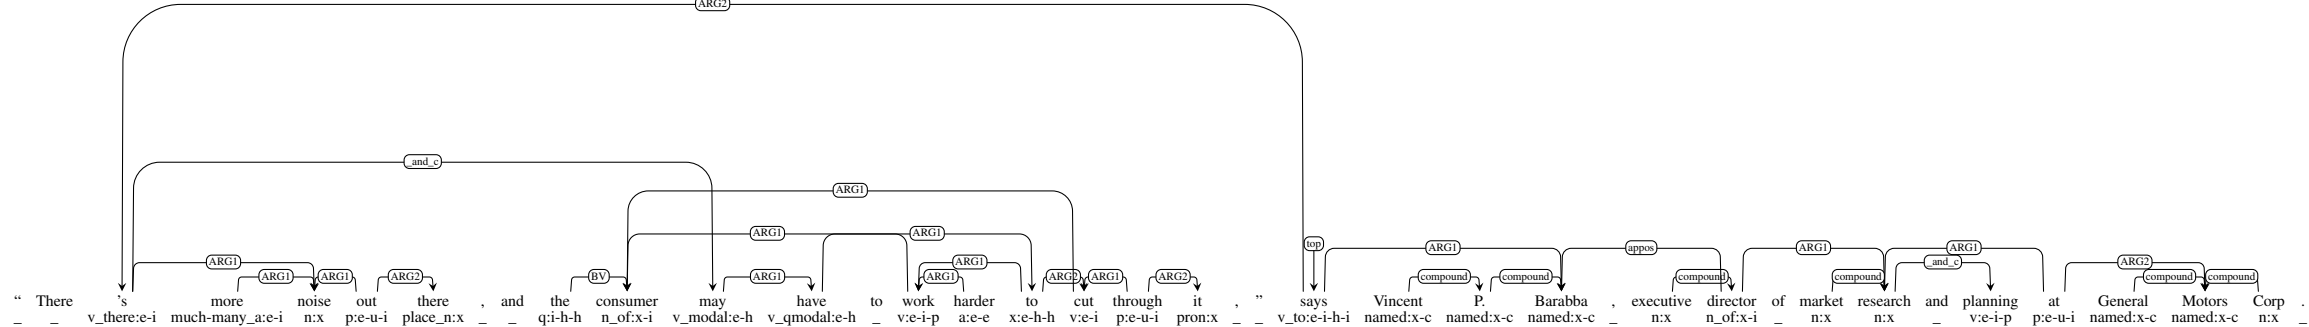 ARG2
_and_c
ARG1
ARG1 ARG1
top ARG1 appos ARG1 ARG1
ARG1 ARG1 _and_c ARG2
ARG1 ARG1 ARG2 BV ARG1 ARG1 ARG2 ARG1 ARG2 compound compound compound compound compound compound
“ There 's more noise out there , and the consumer may have to work harder to cut through it , ” says Vincent P. Barabba , executive director of market research and planning at General Motors Corp .
_ _ v_there:e-i much-many_a:e-i n:x p:e-u-i place_n:x _ _ q:i-h-h n_of:x-i v_modal:e-h v_qmodal:e-h _ v:e-i-p a:e-e x:e-h-h v:e-i p:e-u-i pron:x _ _ v_to:e-i-h-i named:x-c named:x-c named:x-c _ n:x n_of:x-i _ n:x n:x _ v:e-i-p p:e-u-i named:x-c named:x-c n:x _